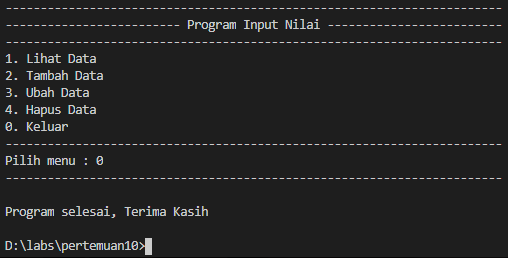 ----------------------------------------------------------------------
------------------------- Program Input Nilai -------------------------
----------------------------------------------------------------------
1. Lihat Data
2. Tambah Data
3. Ubah Data
4. Hapus Data
0. Keluar
----------------------------------------------------------------------
Pilih menu : 0
----------------------------------------------------------------------
Program selesai, Terima Kasih
D:\labs\pertemuan10>